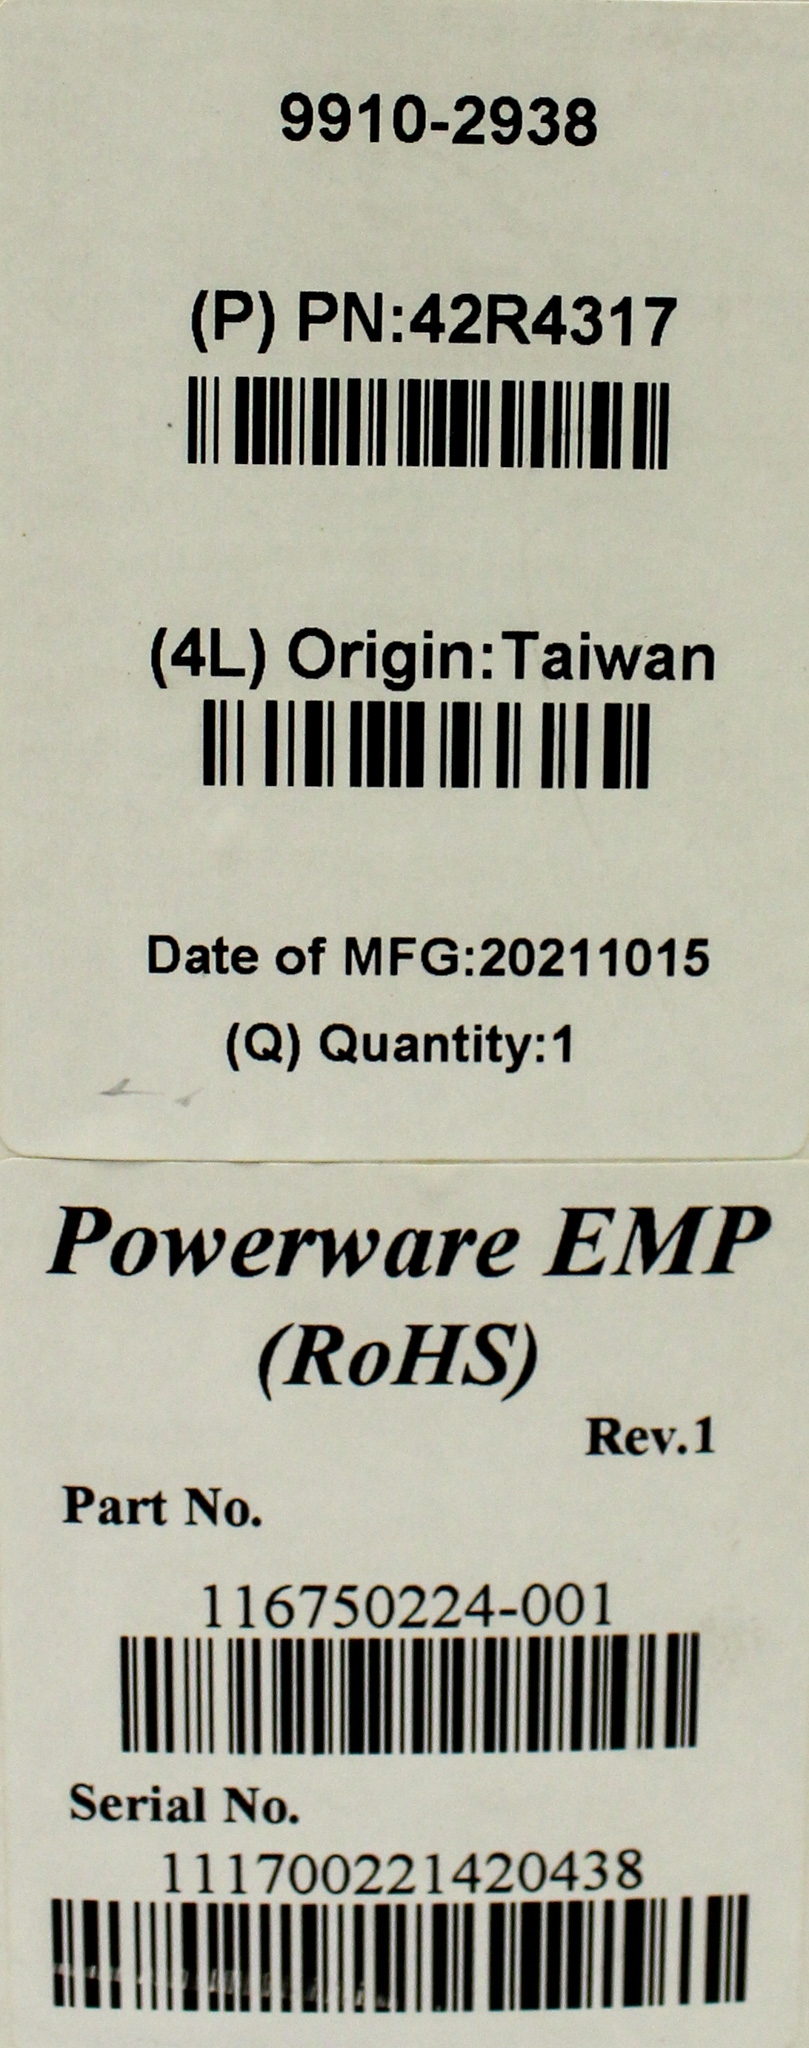 9910-2938
(P) PN:42R4317
(4L) Origin:Taiwan
Date of MFG:20211015
(Q) Quantity:1
Powerware EMP
(RoHS)
Rev.1
Part No.
116750224-001
Serial No.
111700221420438